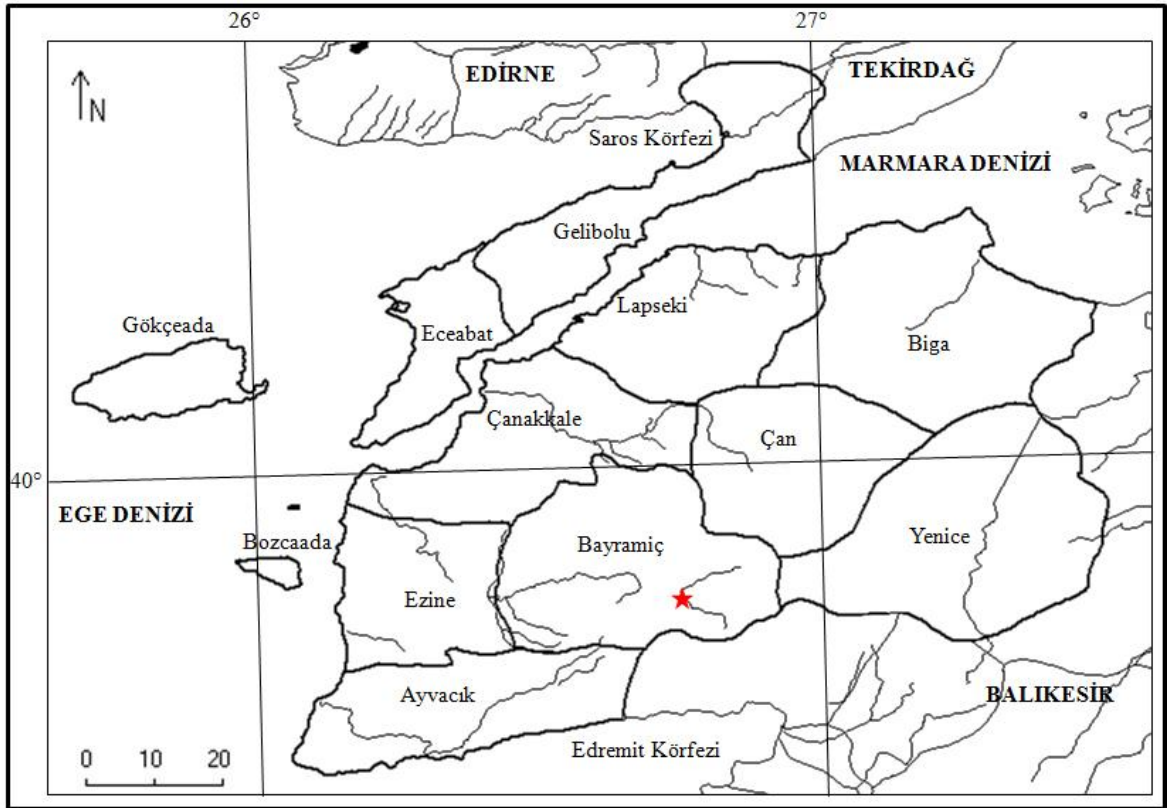 26°
27°
EDİRNE
TEKİRDAĞ
N
Saros Körfezi
MARMARA DENİZİ
Gelibolu
Lapseki
Gökçeada
Eceabat
Biga
Çanakkale
Çan
40°
EGE DENİZİ
Bozcaada
Bayramiç
Yenice
Ezine
Ayvacık
BALIKESİR
Edremit Körfezi
0 10 20